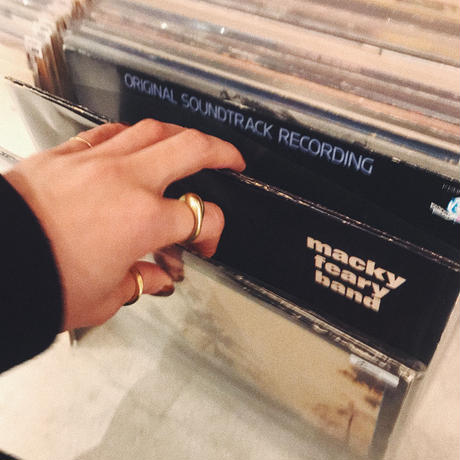 ORIGINAL SOUNDTRACK RECORDING
macky
feary
band